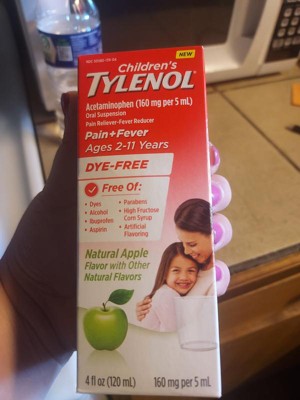 NEW
Children's
TYLENOL
Acetaminophen (160 mg per 5 mL)
Oral Suspension
Pain Reliever-Fever Reducer
Pain+Fever
Ages 2-11 Years
DYE-FREE
Free Of:
• Dyes
• Alcohol
• Ibuprofen
• Aspirin
• Parabens
• High Fructose
Corn Syrup
• Artificial
Flavoring
Natural Apple
Flavor with Other
Natural Flavors
4 fl oz (120 mL)
160 mg per 5 mL